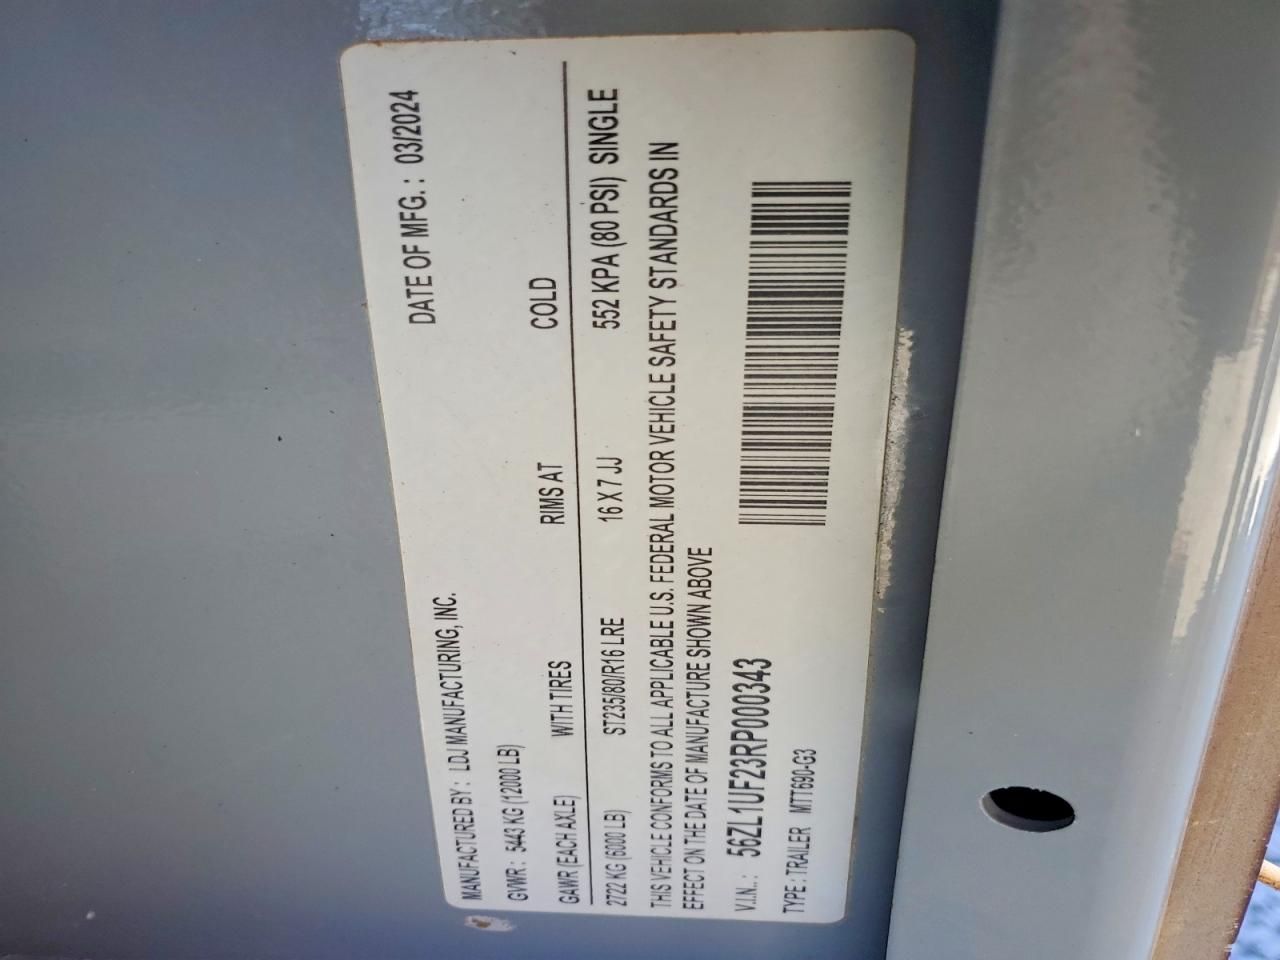 MANUFACTURED BY : LDJ MANUFACTURING, INC. DATE OF MFG. : 03/2024
GVWR : 5443 KG (12000 LB)
GAWR (EACH AXLE) WITH TIRES RIMS AT COLD
2722 KG (6000 LB) ST235/80/R16 LRE 16 X 7 JJ 552 KPA (80 PSI) SINGLE
THIS VEHICLE CONFORMS TO ALL APPLICABLE U.S. FEDERAL MOTOR VEHICLE SAFETY STANDARDS IN
EFFECT ON THE DATE OF MANUFACTURE SHOWN ABOVE
V.I.N.. : 56ZL1UF23RP000343
TYPE : TRAILER MTT690-G3